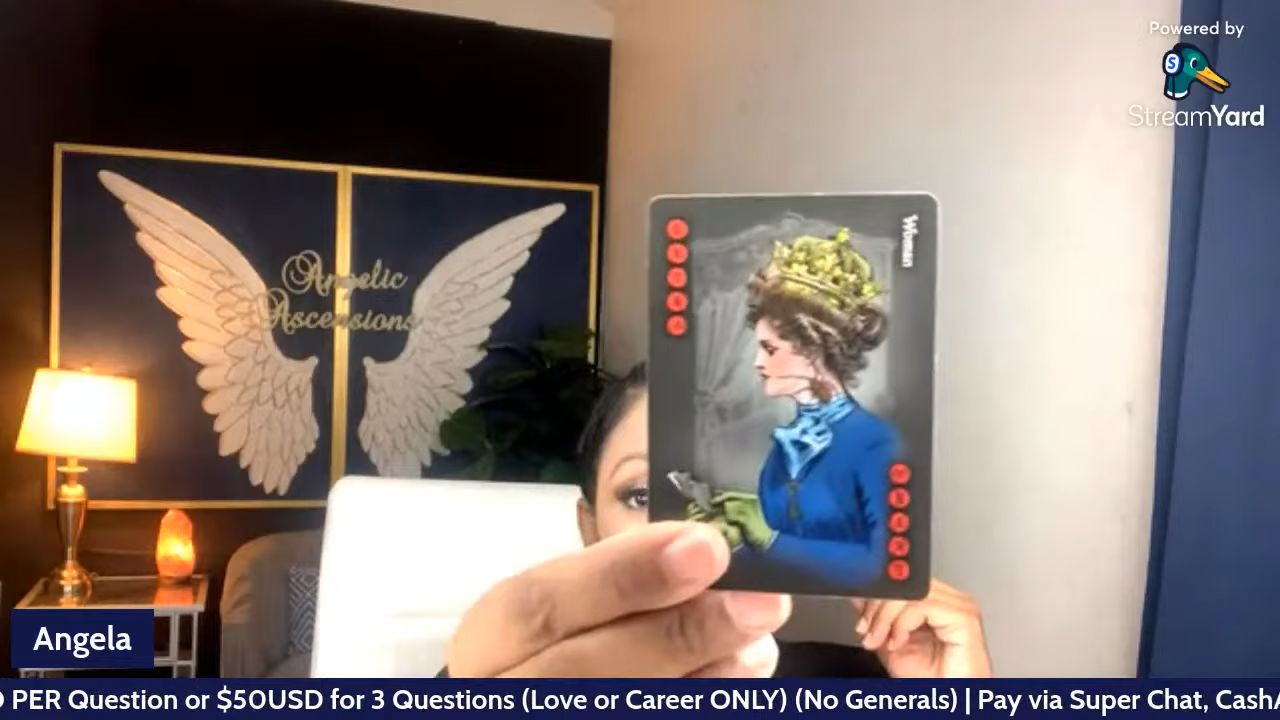 Powered by
StreamYard
Angelic
Ascensions
Woman
Angela
PER Question or $50USD for 3 Questions (Love or Career ONLY) (No Generals) | Pay via Super Chat,